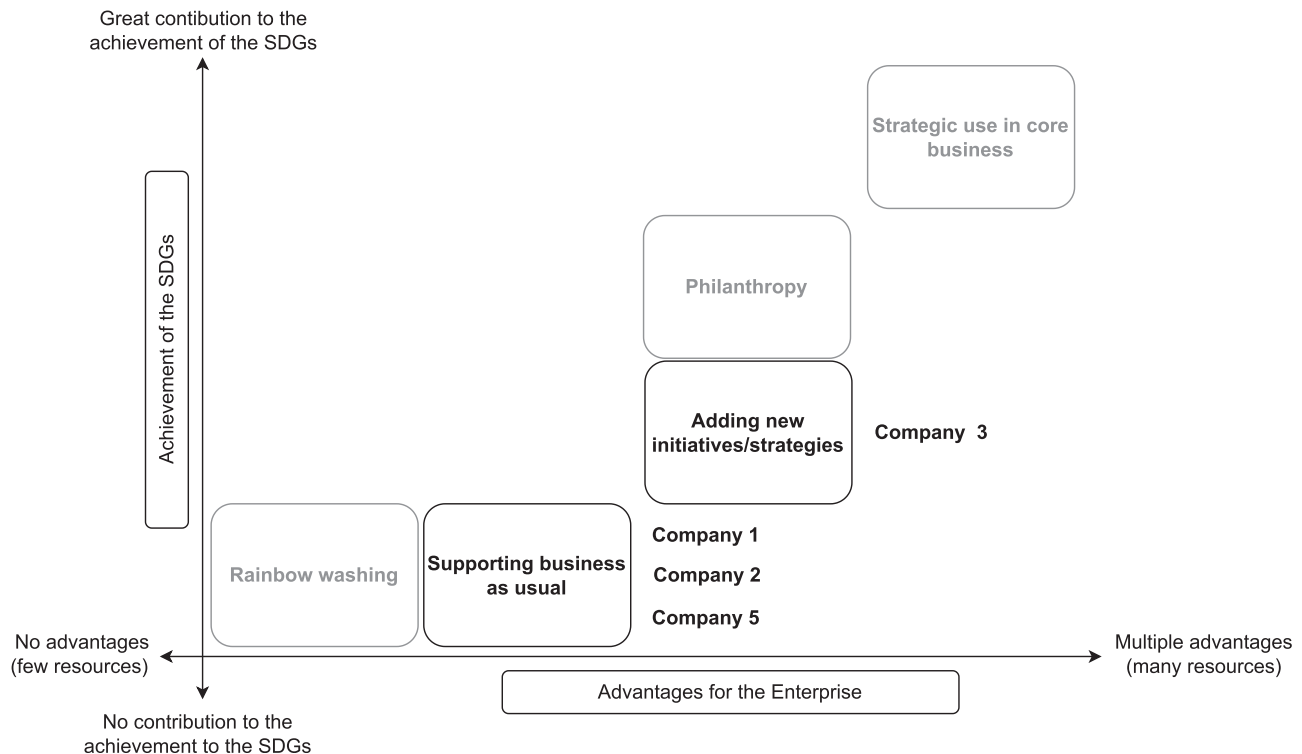 Great contibution to the
achievement of the SDGs
Strategic use in core
business
Achievement of the SDGs
Philanthropy
Adding new
initiatives/strategies
Company 3
Rainbow washing
Supporting business
as usual
Company 1
Company 2
Company 5
No advantages
(few resources)
Multiple advantages
(many resources)
Advantages for the Enterprise
No contribution to the
achievement to the SDGs